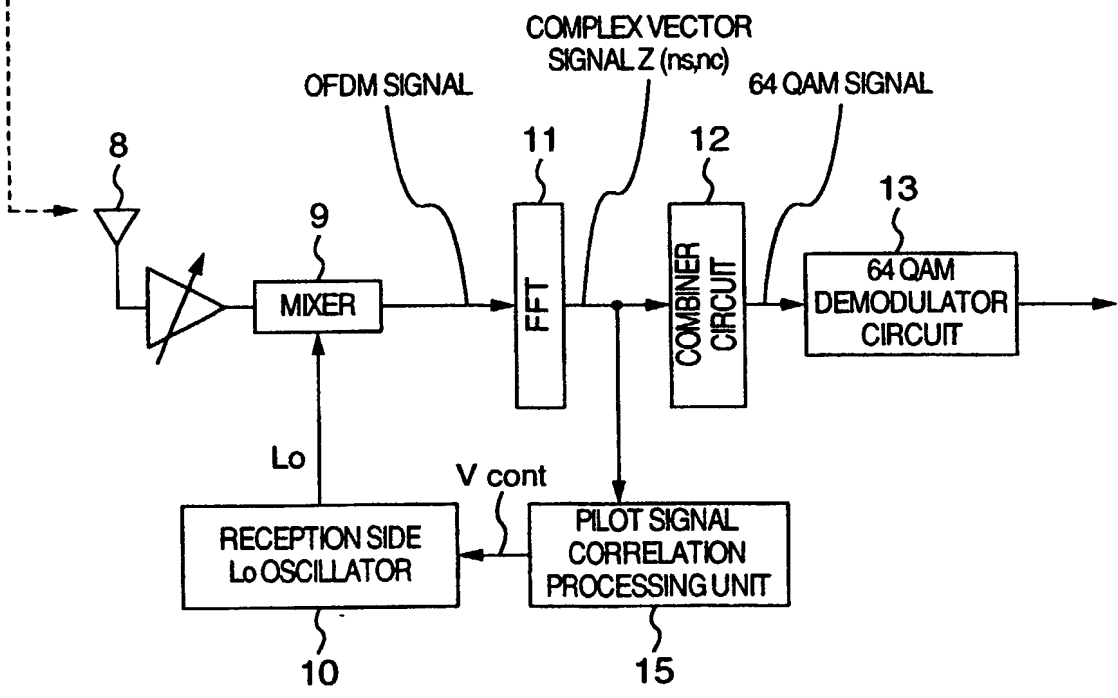 COMPLEX VECTOR
SIGNAL Z (ns,nc)
OFDM SIGNAL
64 QAM SIGNAL
8
9
11
12
13
MIXER
FFT
COMBINER
CIRCUIT
64 QAM
DEMODULATOR
CIRCUIT
Lo
V cont
RECEPTION SIDE
Lo OSCILLATOR
PILOT SIGNAL
CORRELATION
PROCESSING UNIT
10
15